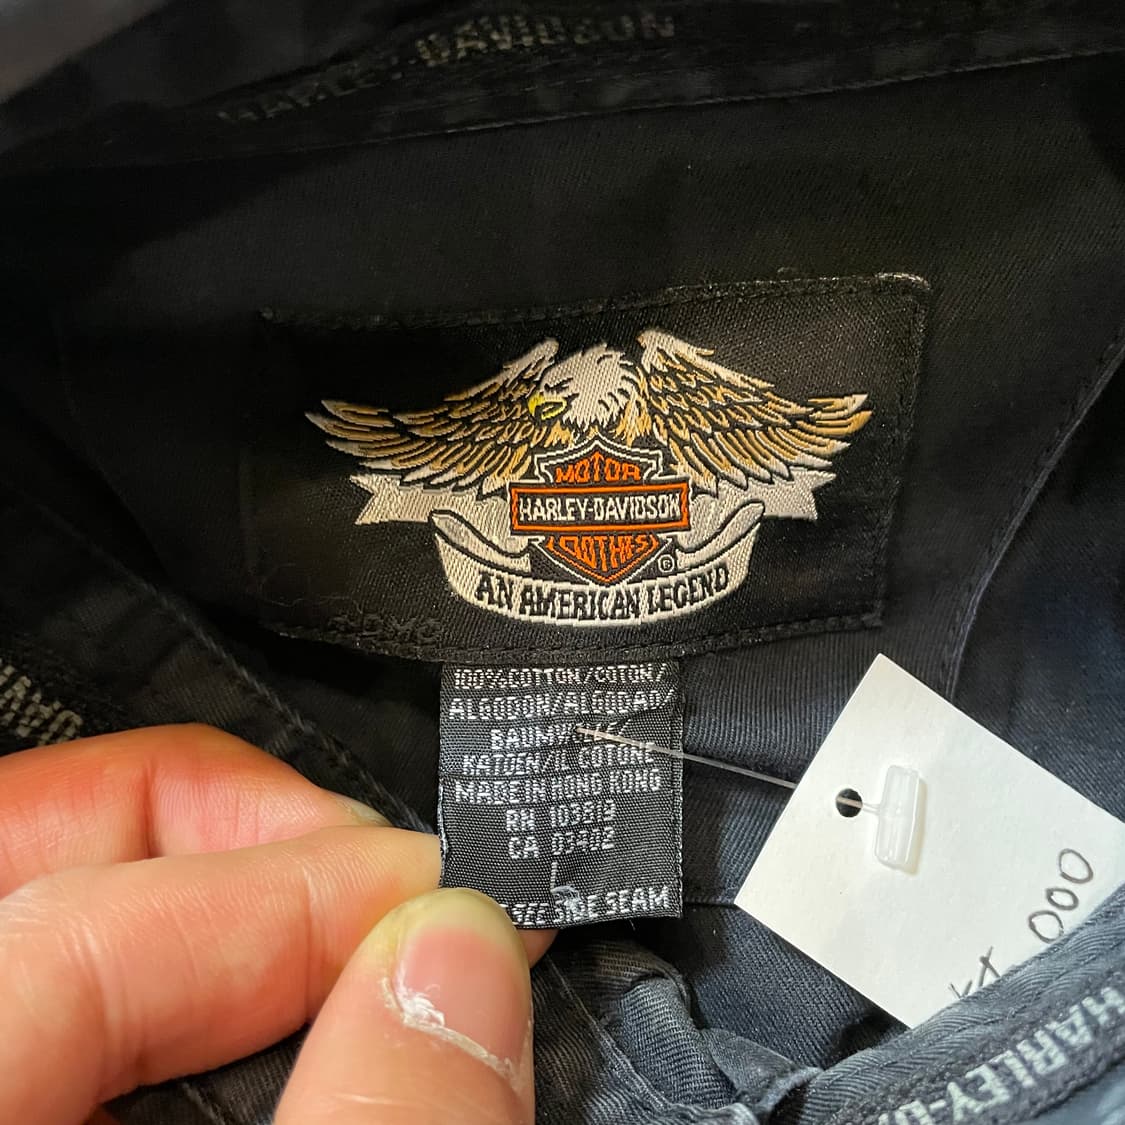 HARLEY-DAVIDSON
MOTOR
HARLEY-DAVIDSON
CLOTHES
®
AN AMERICAN LEGEND
100% COTTON/COTON/
ALGODON/ALGODAO/
KATOEN/IL COTONE
MADE IN HONG KONG
RN 103819
CA 03402
L
SEE SIDE SEAM
000
HARLEY-D